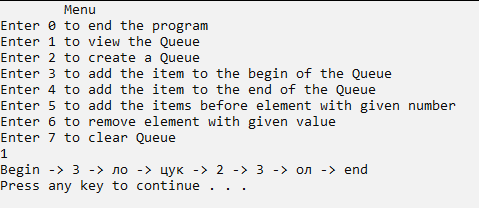 Menu
Enter 0 to end the program
Enter 1 to view the Queue
Enter 2 to create a Queue
Enter 3 to add the item to the begin of the Queue
Enter 4 to add the item to the end of the Queue
Enter 5 to add the items before element with given number
Enter 6 to remove element with given value
Enter 7 to clear Queue
1
Begin -> 3 -> ло -> цук -> 2 -> 3 -> ол -> end
Press any key to continue . . .